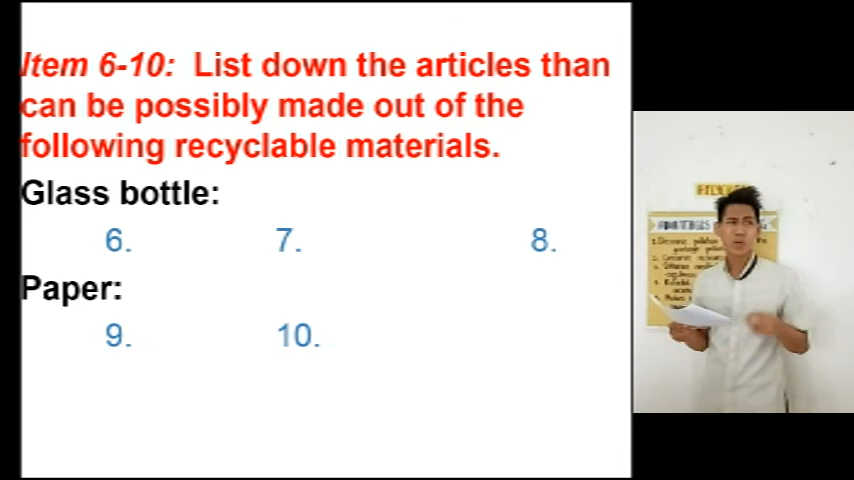 Item 6-10: List down the articles than
can be possibly made out of the
following recyclable materials.
Glass bottle:
6. 7. 8.
Paper:
9. 10.
ADVANTAGES